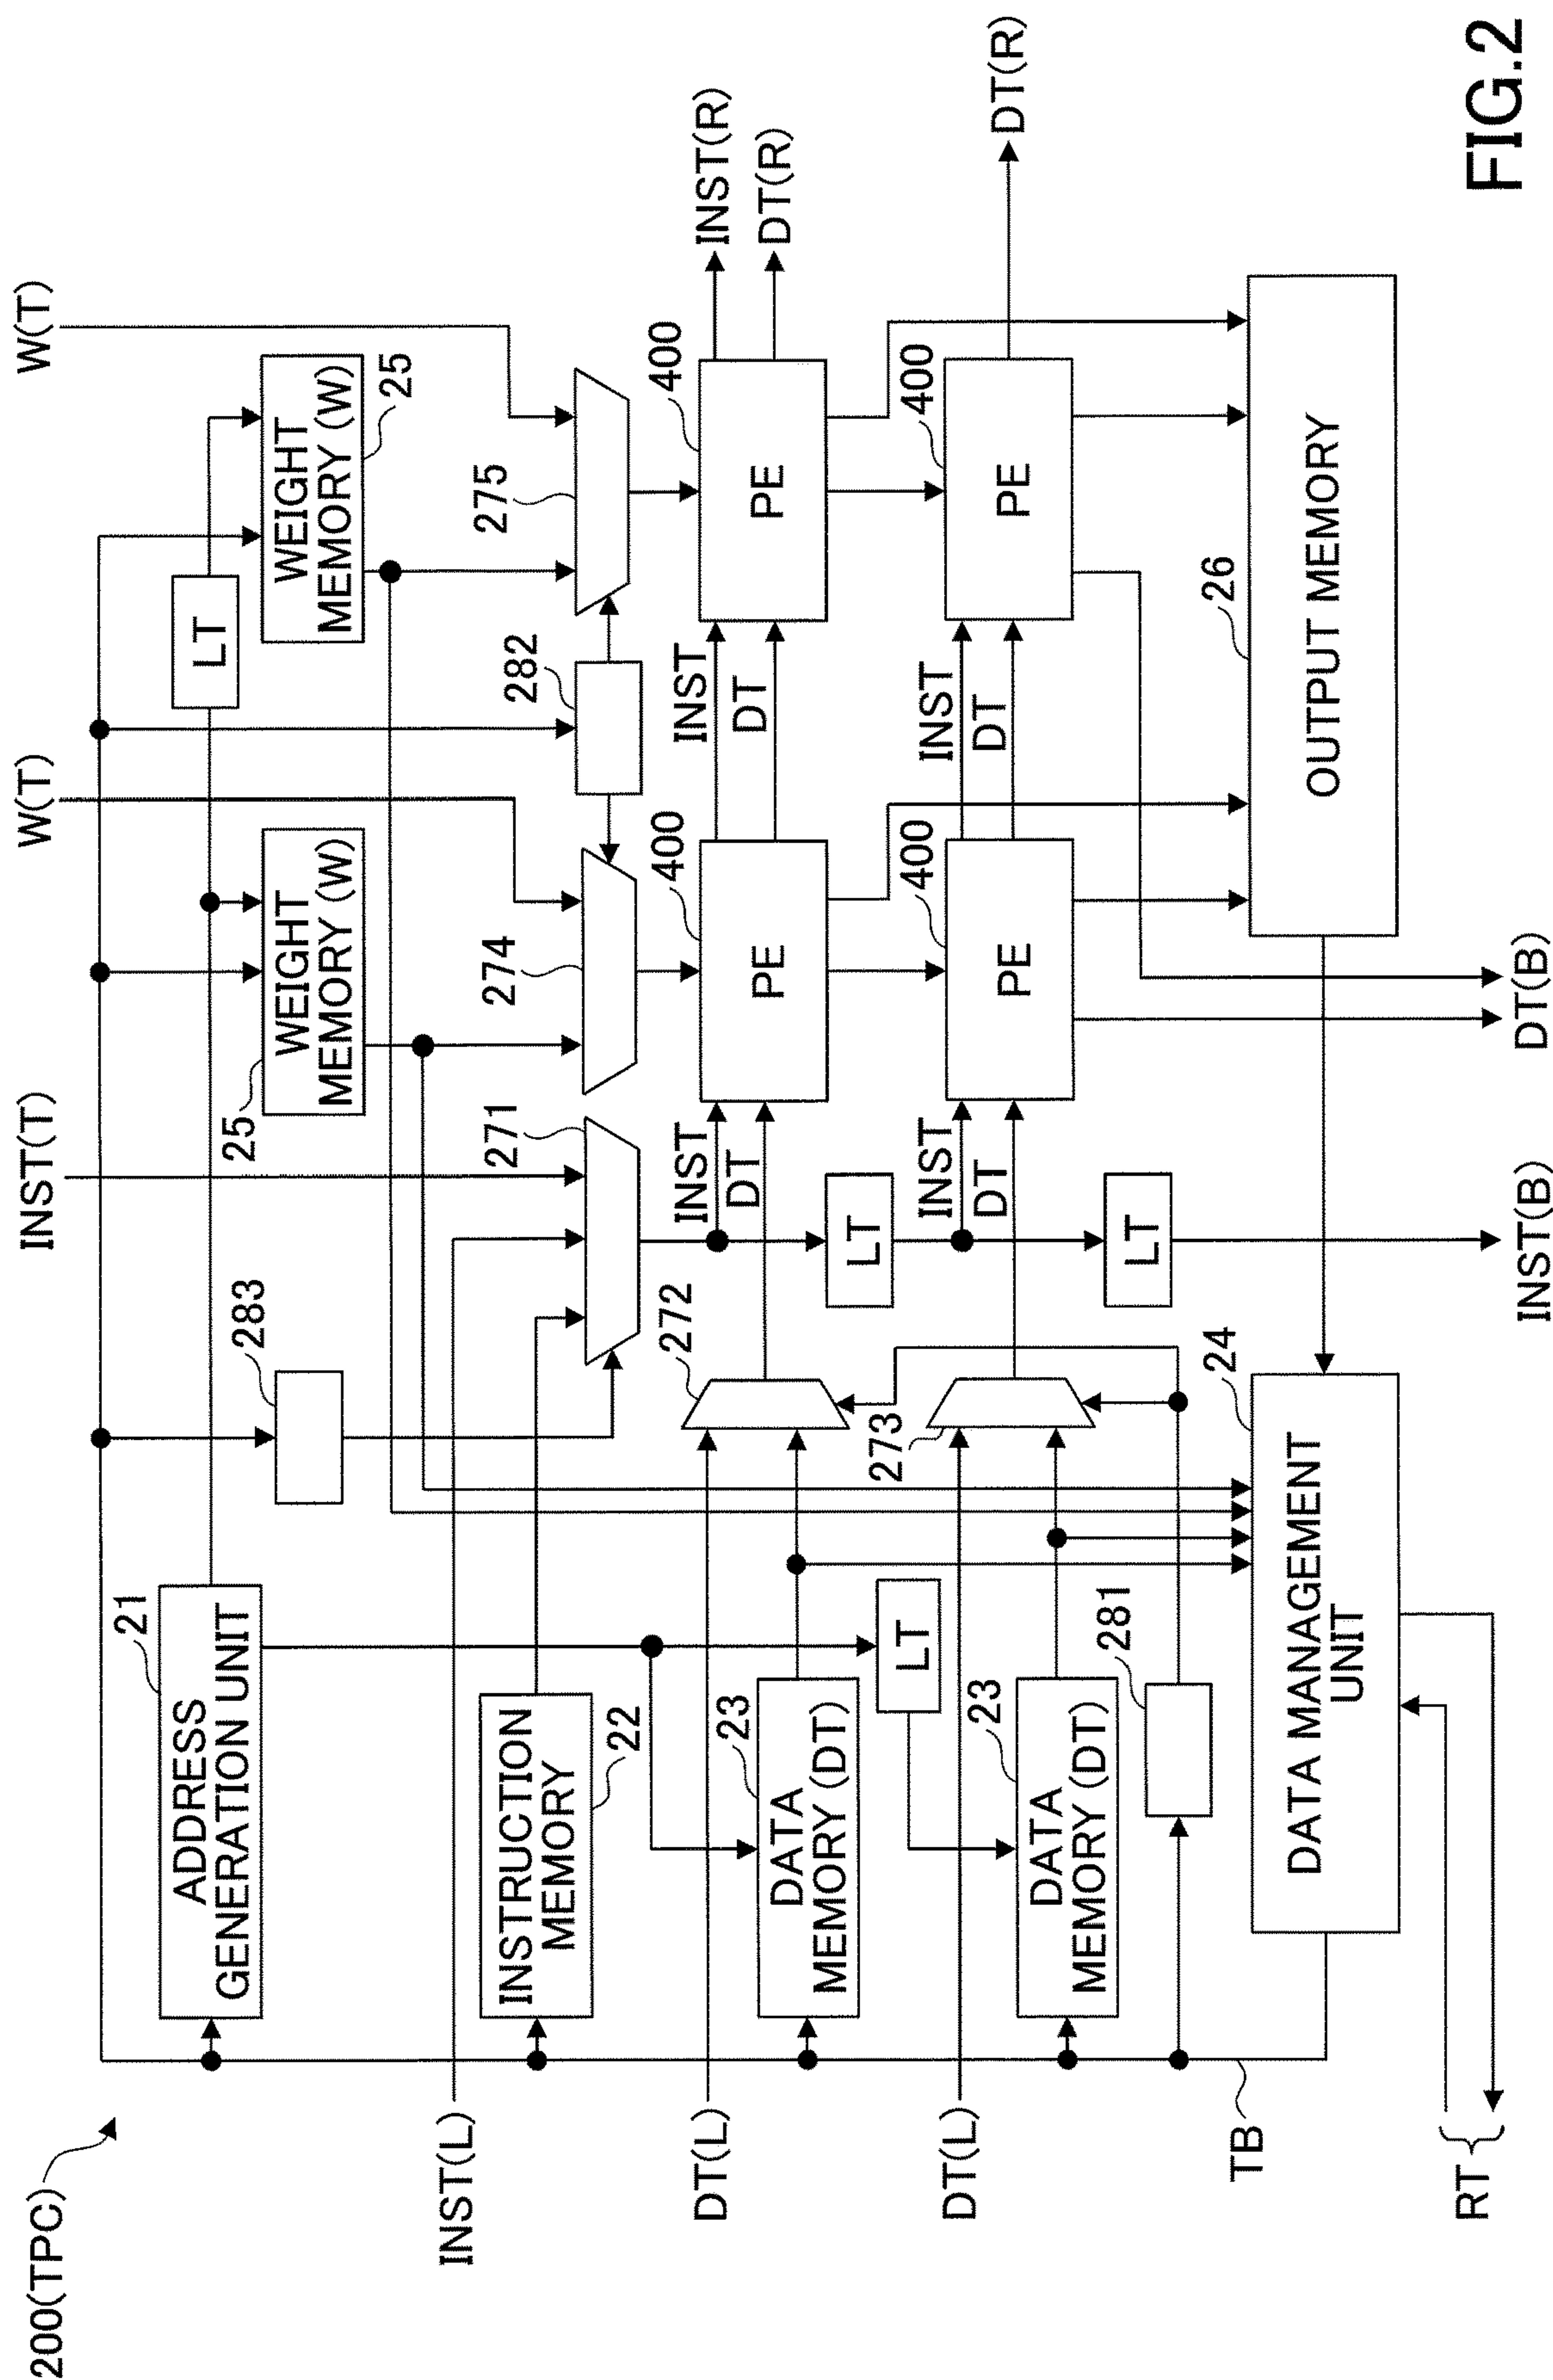 200(TPC)
INST(T)
W(T)
W(T)
21
ADDRESS
GENERATION UNIT
283
25
WEIGHT
MEMORY (W)
LT
WEIGHT
MEMORY (W)
25
INST(L)
INSTRUCTION
MEMORY
22
271
274
282
275
DT(L)
23
DATA
MEMORY (DT)
272
INST
DT
400
PE
INST
DT
400
PE
INST(R)
DT(R)
LT
LT
DT(L)
23
DATA
MEMORY (DT)
273
INST
DT
400
PE
INST
DT
400
PE
DT(R)
281
LT
TB
24
DATA MANAGEMENT
UNIT
26
OUTPUT MEMORY
RT
INST(B)
DT(B)
FIG.2